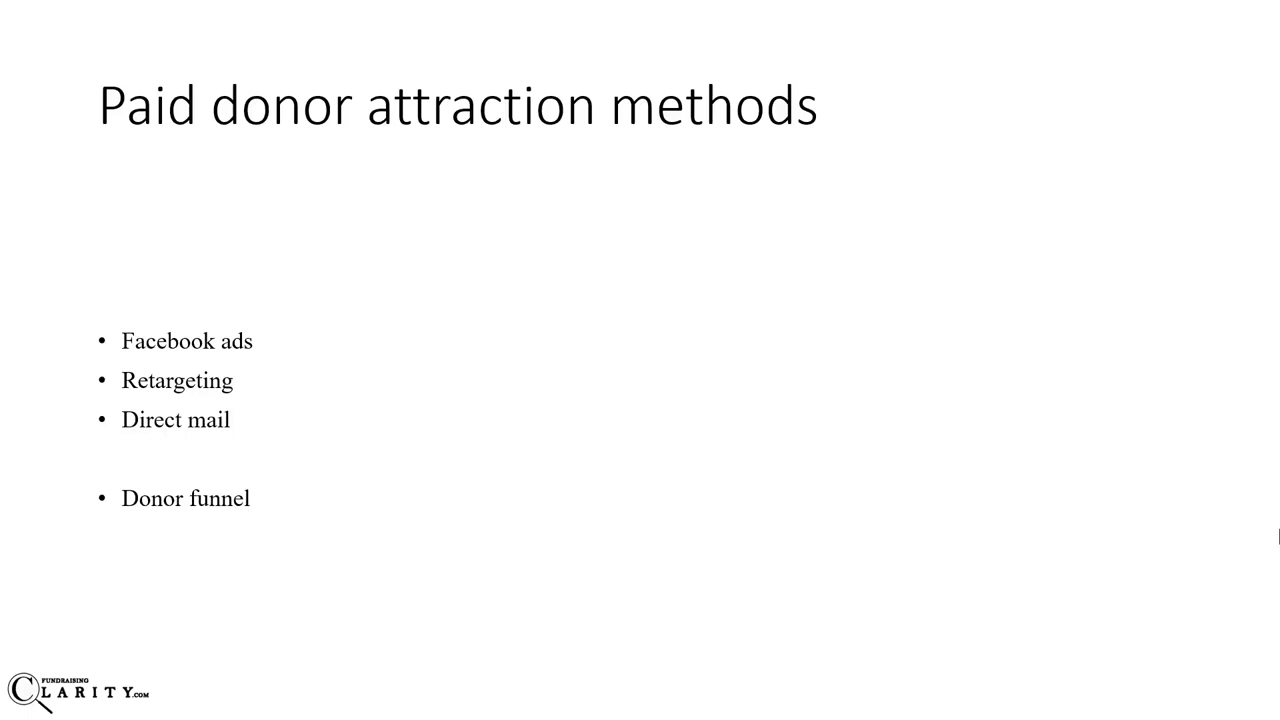 Paid donor attraction methods
• Facebook ads
• Retargeting
• Direct mail
• Donor funnel
FUNDRAISING
CLARITY.COM